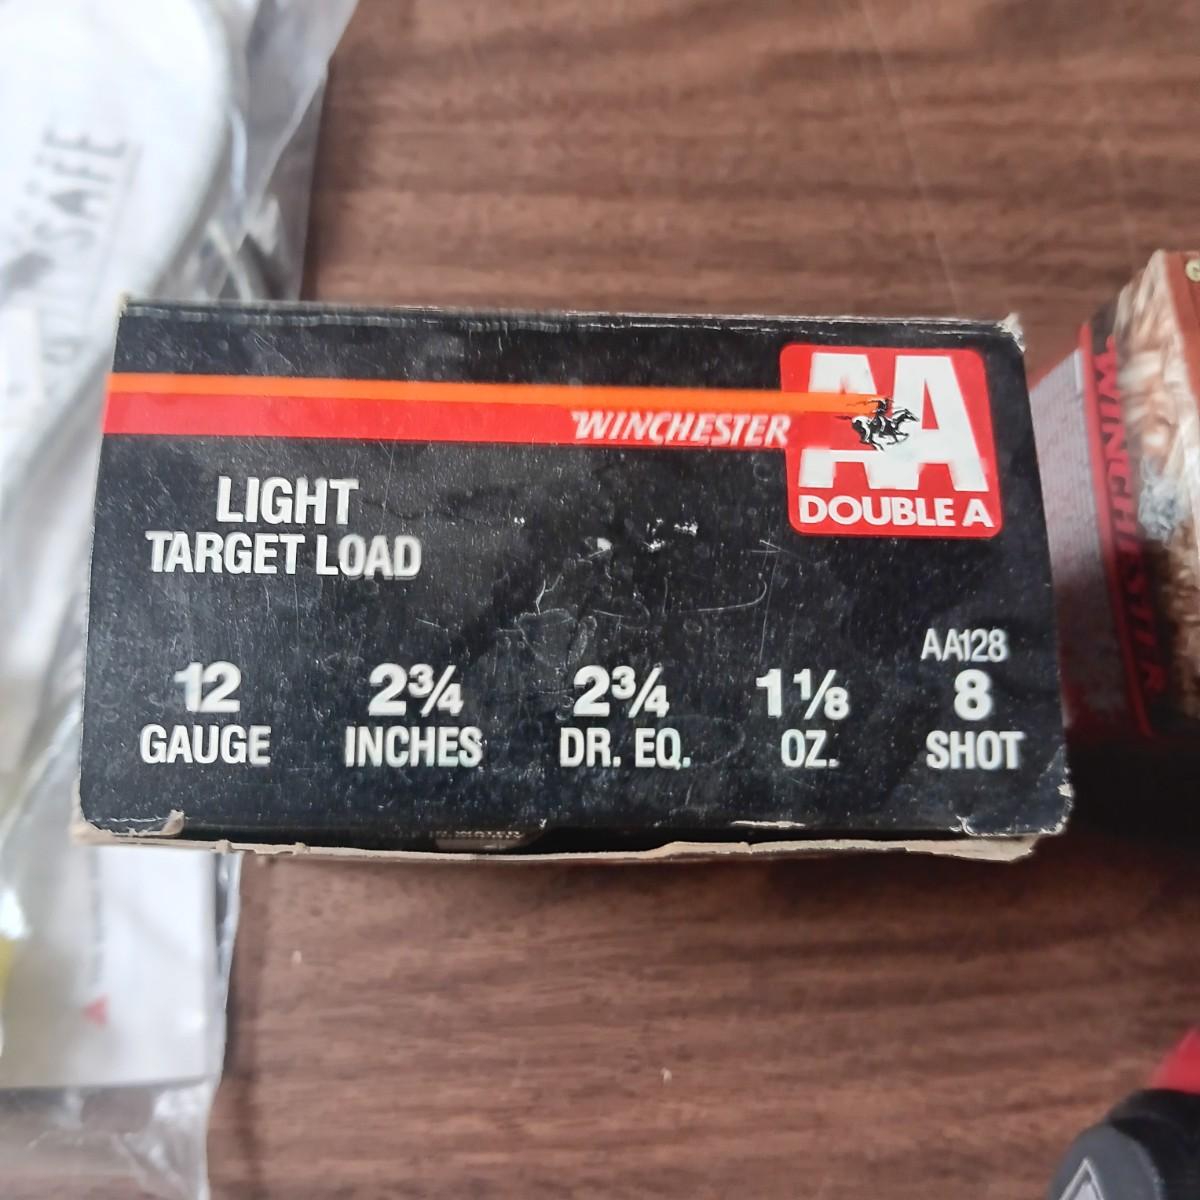 SAFE
WINCHESTER
AA
DOUBLE A
LIGHT
TARGET LOAD
AA128
12
GAUGE
2¾
INCHES
2¾
DR. EQ.
1⅛
OZ.
8
SHOT
WINCHESTER